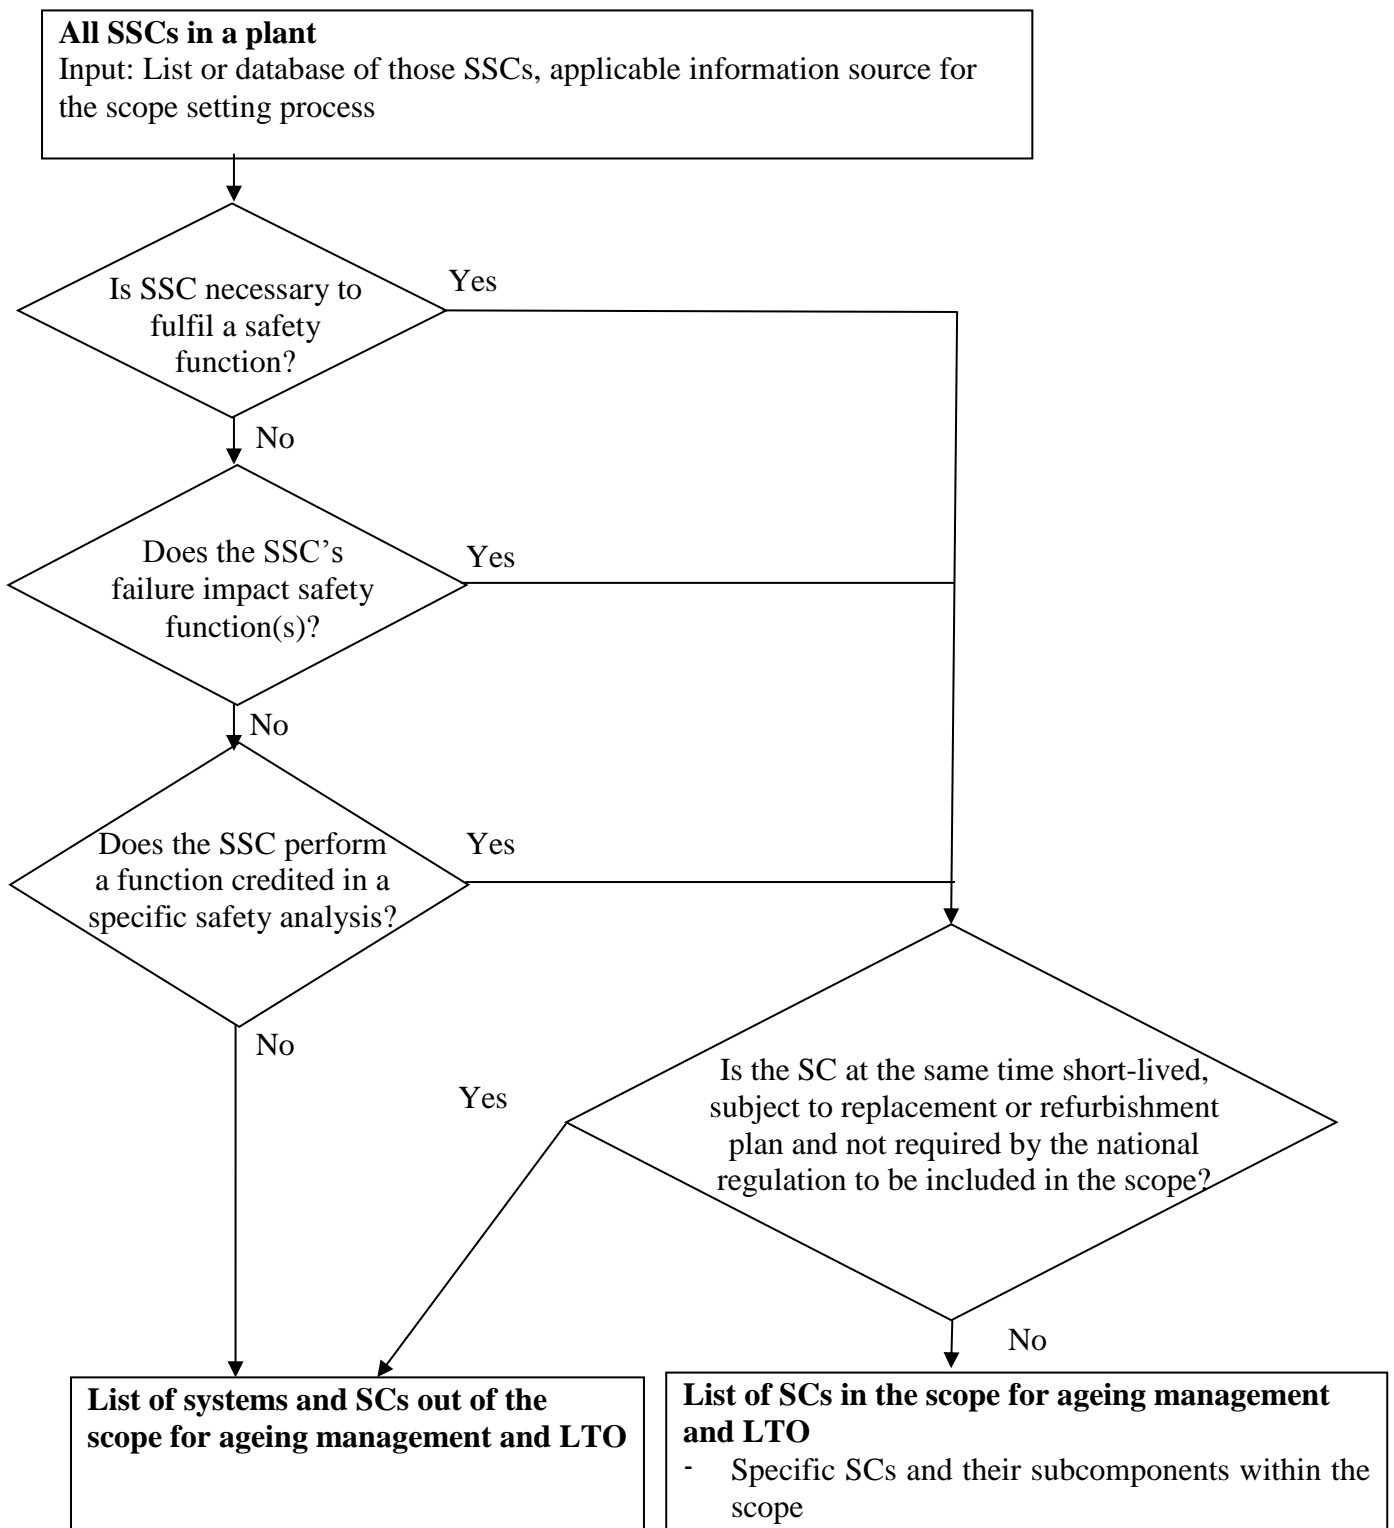 All SSCs in a plant
Input: List or database of those SSCs, applicable information source for
the scope setting process
Is SSC necessary to
fulfil a safety
function?
Yes
No
Does the SSC’s
failure impact safety
function(s)?
Yes
No
Does the SSC perform
a function credited in a
specific safety analysis?
Yes
No
Is the SC at the same time short-lived,
subject to replacement or refurbishment
plan and not required by the national
regulation to be included in the scope?
Yes
No
List of systems and SCs out of the
scope for ageing management and LTO
List of SCs in the scope for ageing management
and LTO
- Specific SCs and their subcomponents within the
scope